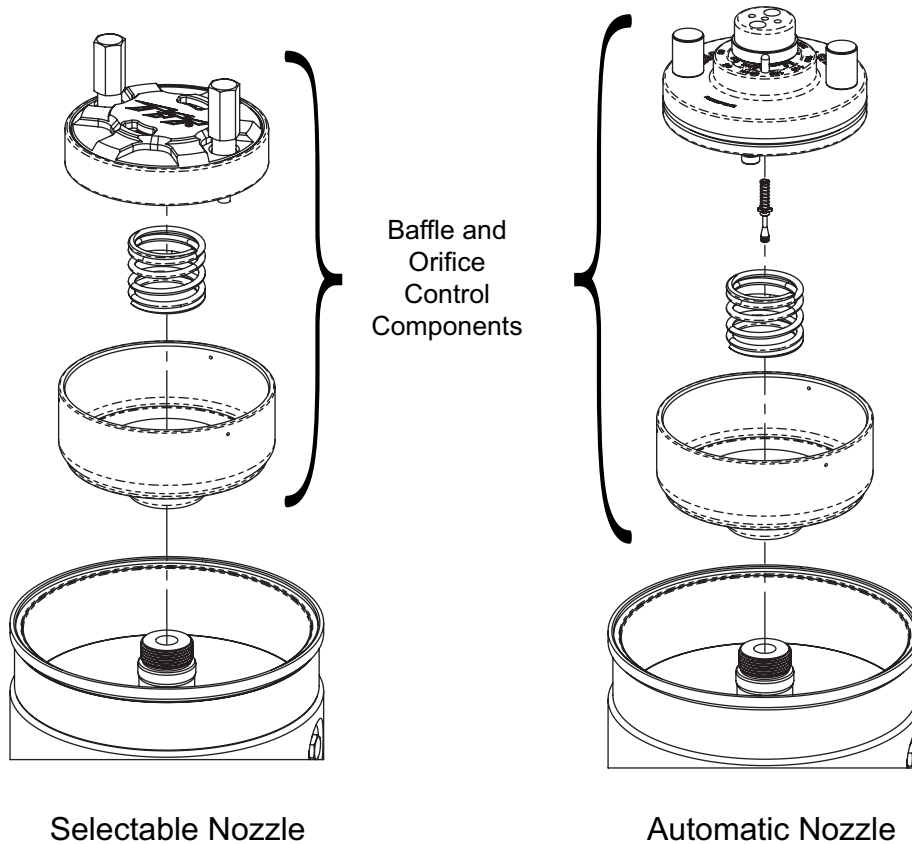 Baffle and
Orifice
Control
Components
Selectable Nozzle
Automatic Nozzle